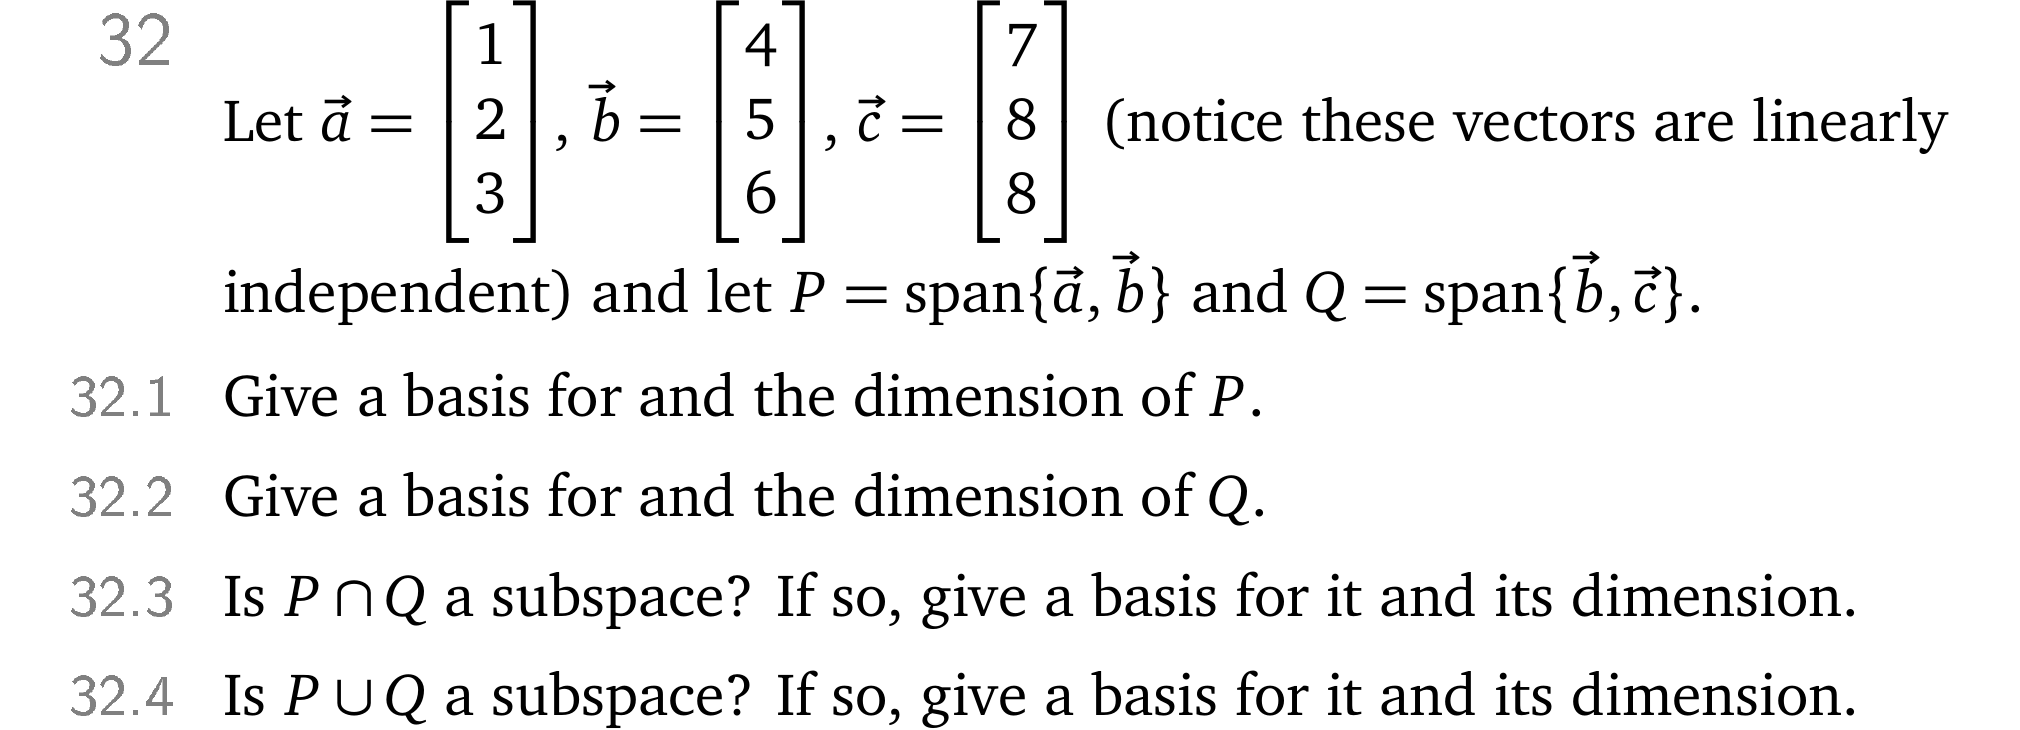 32
Let $\vec{a} = \begin{bmatrix} 1 \\ 2 \\ 3 \end{bmatrix}$, $\vec{b} = \begin{bmatrix} 4 \\ 5 \\ 6 \end{bmatrix}$, $\vec{c} = \begin{bmatrix} 7 \\ 8 \\ 8 \end{bmatrix}$ (notice these vectors are linearly
independent) and let $P = \text{span}\{\vec{a}, \vec{b}\}$ and $Q = \text{span}\{\vec{b}, \vec{c}\}$.
32.1 Give a basis for and the dimension of $P$.
32.2 Give a basis for and the dimension of $Q$.
32.3 Is $P \cap Q$ a subspace? If so, give a basis for it and its dimension.
32.4 Is $P \cup Q$ a subspace? If so, give a basis for it and its dimension.